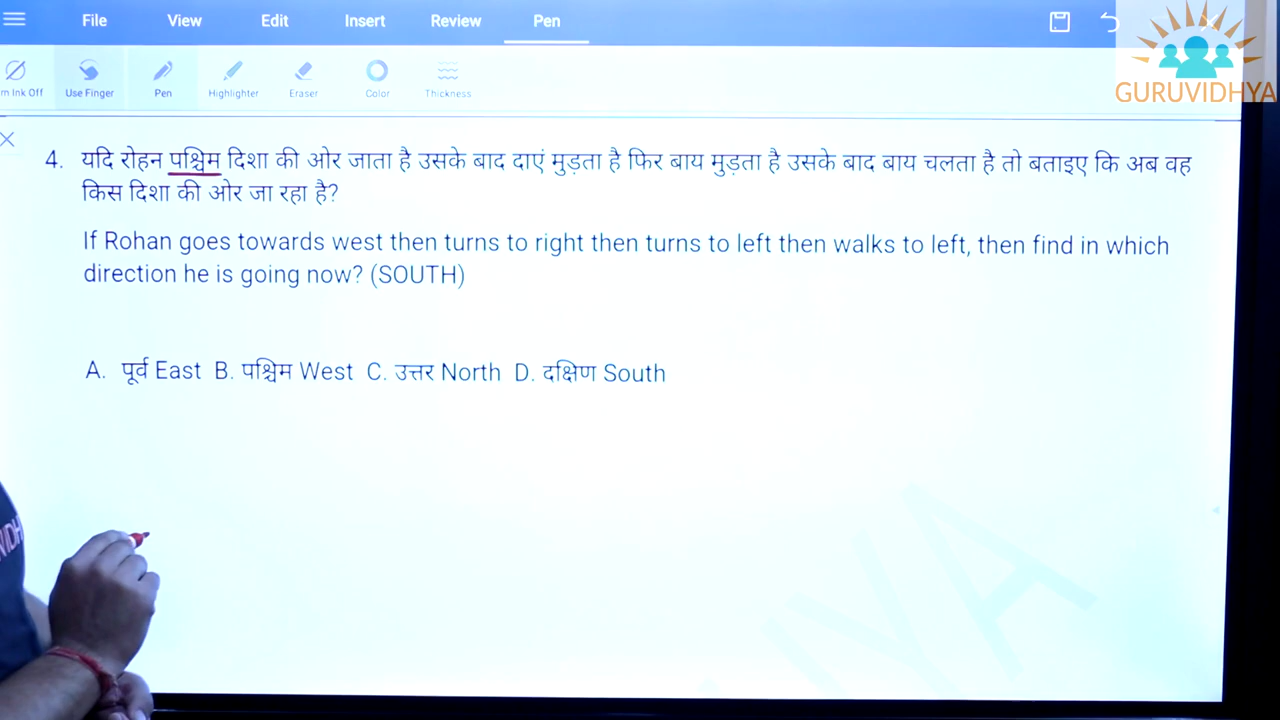 File View Edit Insert Review Pen
rn Ink Off Use Finger Pen Highlighter Eraser Color Thickness
GURUVIDHYA
4. यदि रोहन पश्चिम दिशा की ओर जाता है उसके बाद दाएं मुड़ता है फिर बाय मुड़ता है उसके बाद बाय चलता है तो बताइए कि अब वह
किस दिशा की ओर जा रहा है?
If Rohan goes towards west then turns to right then turns to left then walks to left, then find in which
direction he is going now? (SOUTH)
A. पूर्व East B. पश्चिम West C. उत्तर North D. दक्षिण South